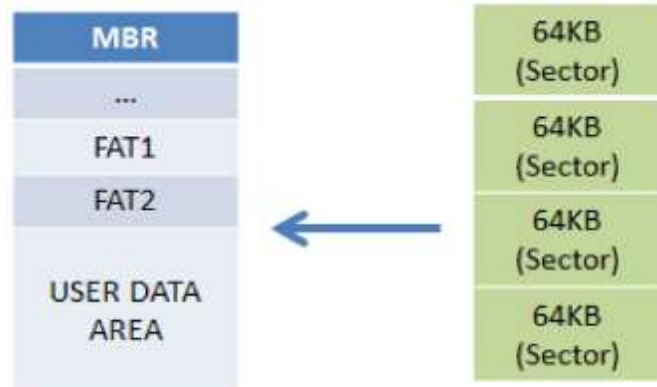 MBR
...
FAT1
FAT2
USER DATA
AREA
64KB
(Sector)
64KB
(Sector)
64KB
(Sector)
64KB
(Sector)